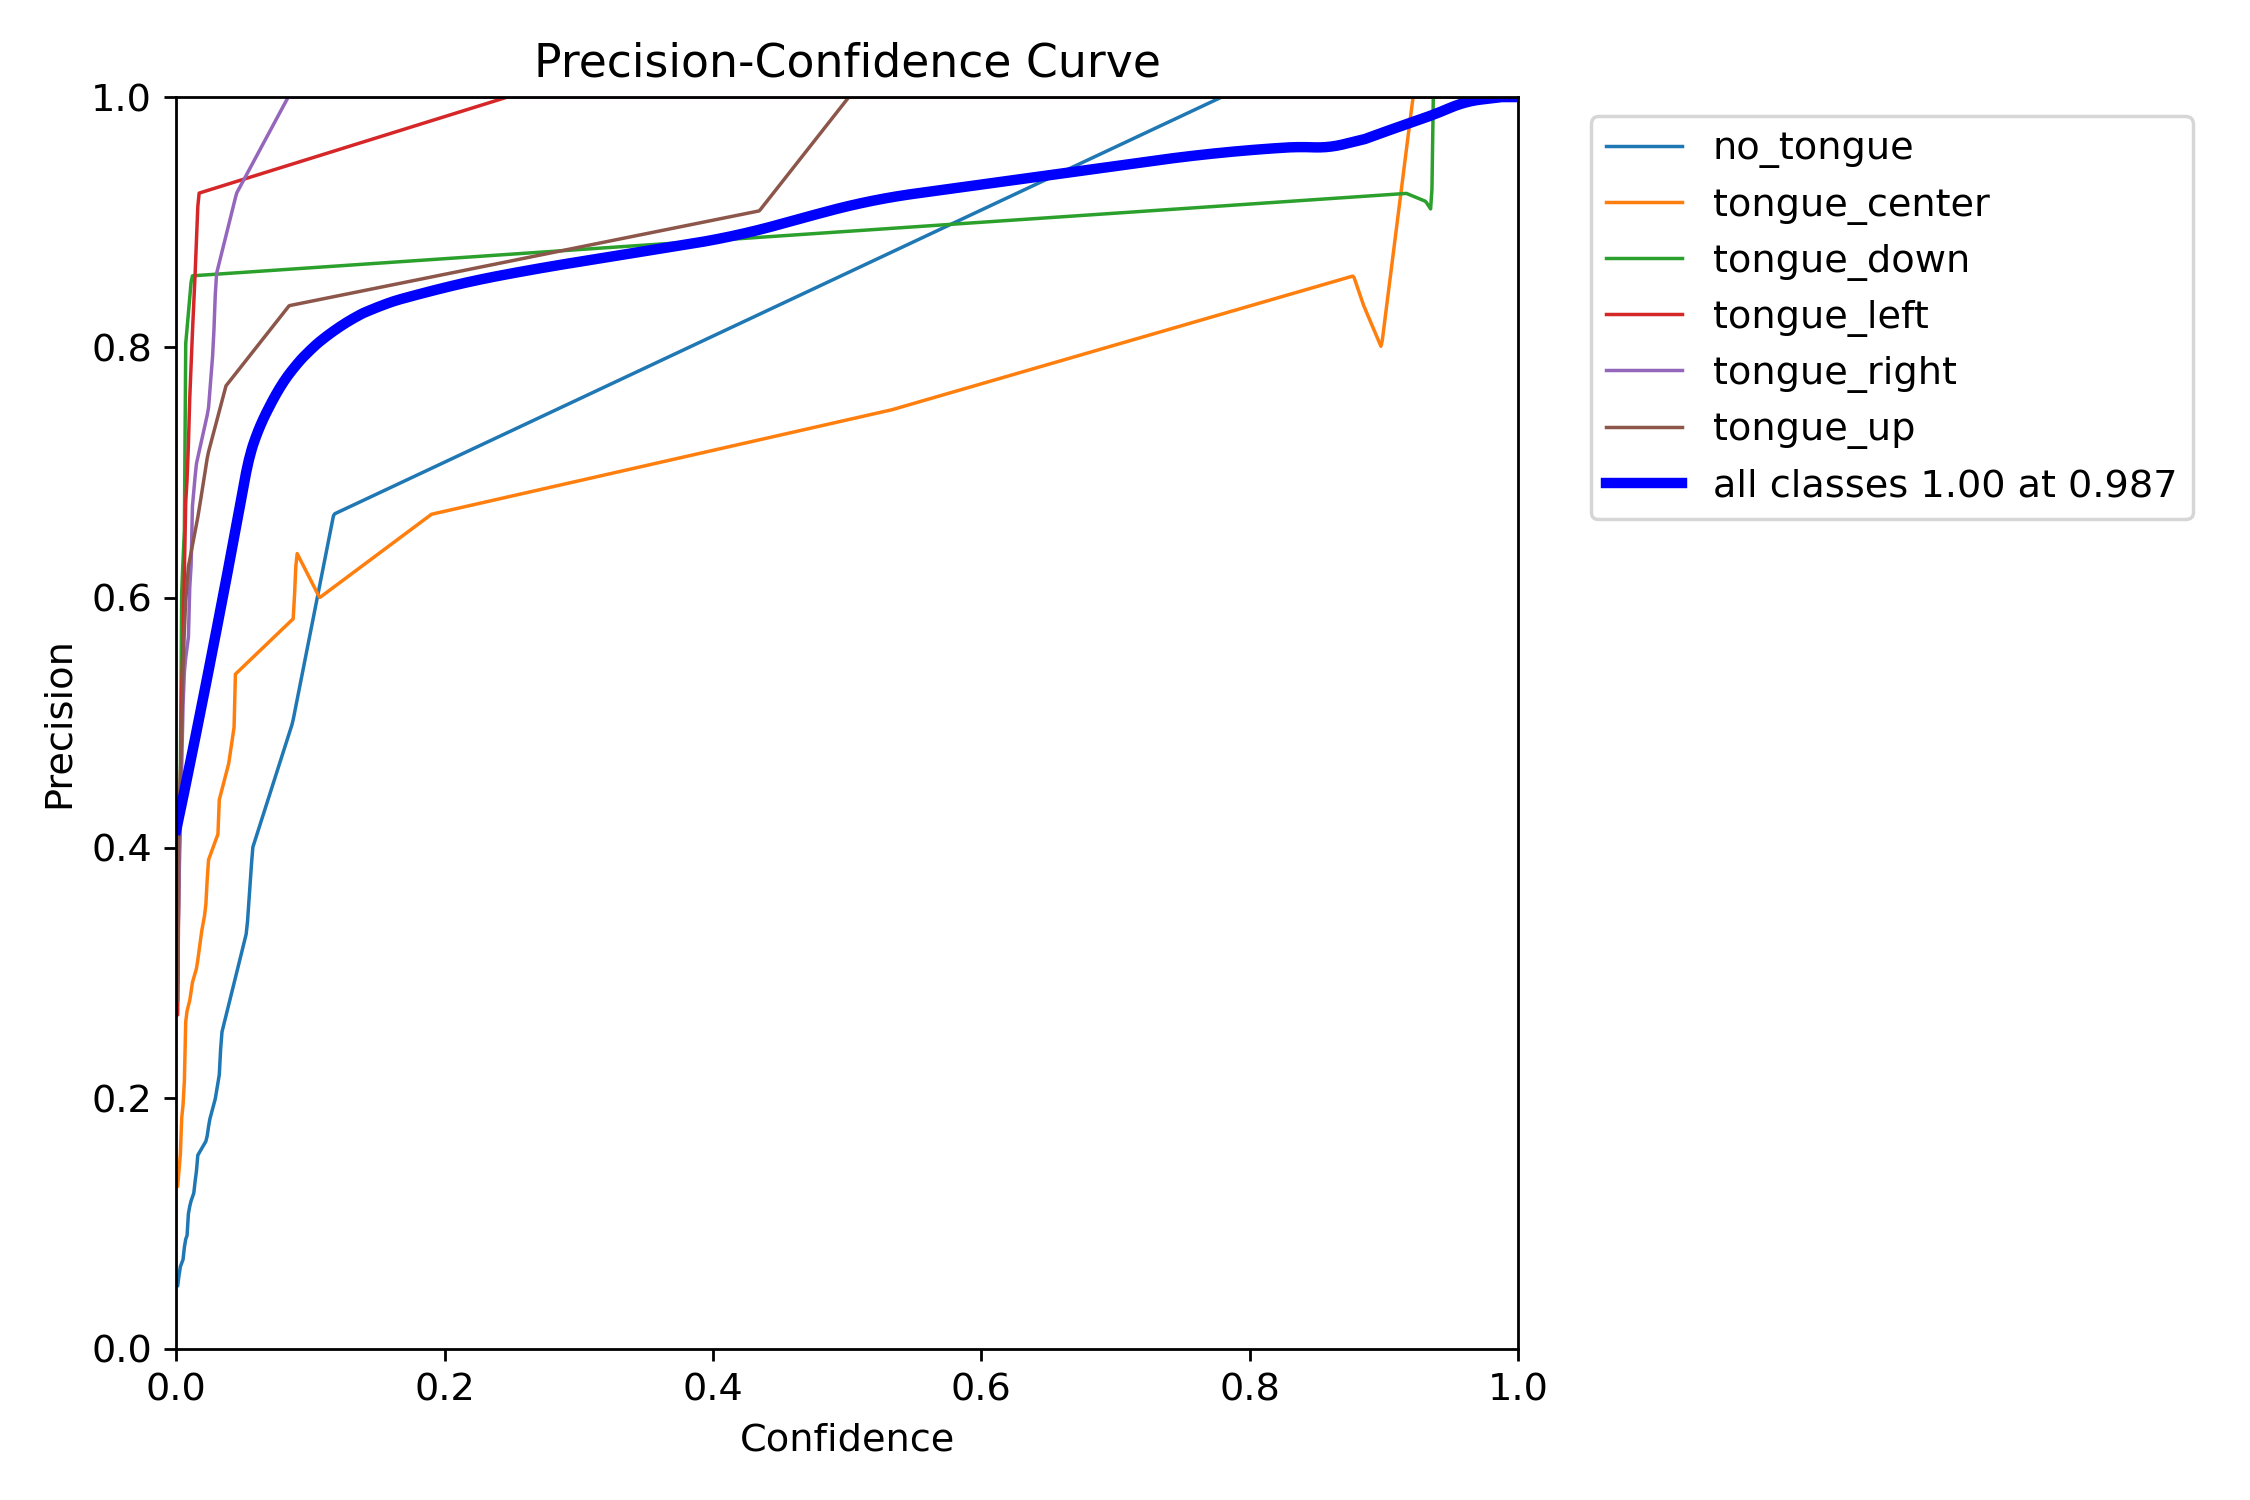 Precision-Confidence Curve
1.0
0.8
0.6
0.4
0.2
0.0
Precision
0.0 0.2 0.4 0.6 0.8 1.0
Confidence
no_tongue
tongue_center
tongue_down
tongue_left
tongue_right
tongue_up
all classes 1.00 at 0.987